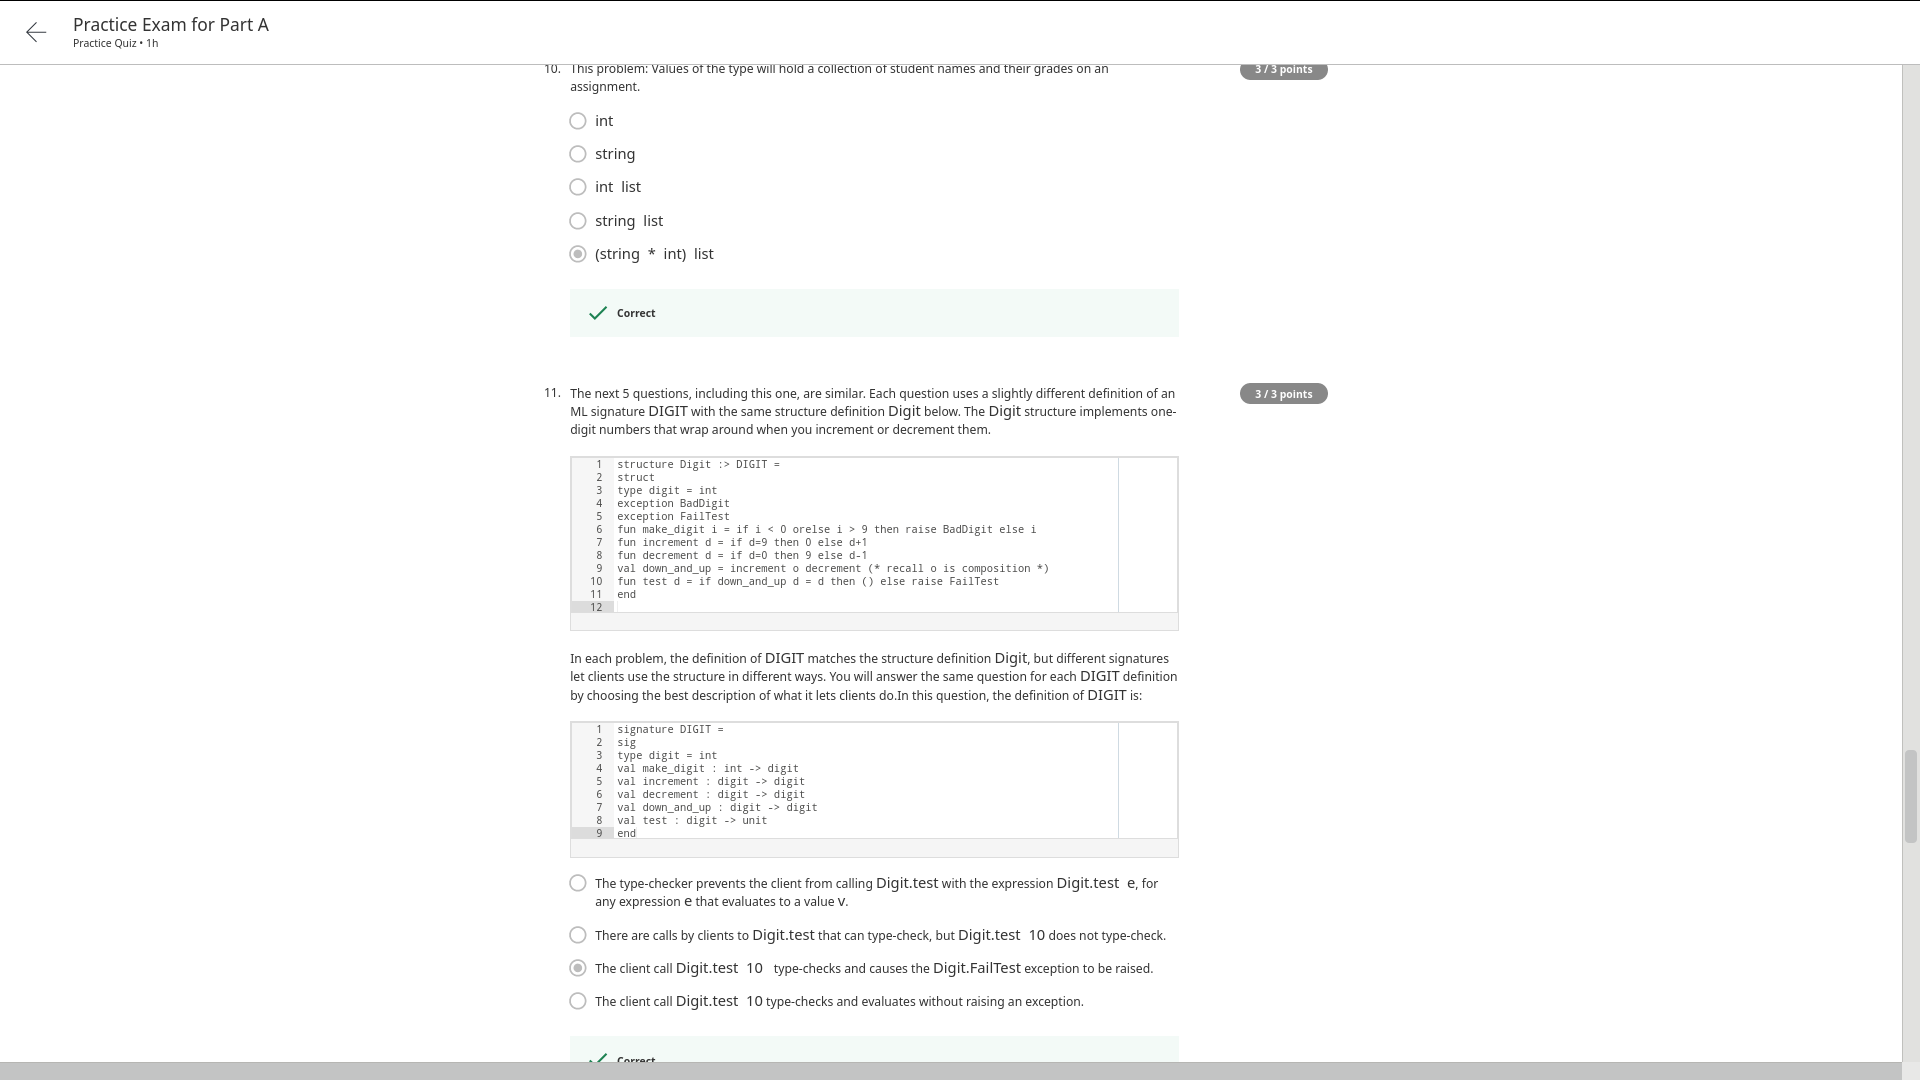 Practice Exam for Part A
Practice Quiz • 1h
10. This problem: Values of the type will hold a collection of student names and their grades on an
assignment.
3 / 3 points
int
string
int list
string list
(string * int) list
Correct
11. The next 5 questions, including this one, are similar. Each question uses a slightly different definition of an
ML signature DIGIT with the same structure definition Digit below. The Digit structure implements one-
digit numbers that wrap around when you increment or decrement them.
3 / 3 points
1 structure Digit :> DIGIT =
2 struct
3 type digit = int
4 exception BadDigit
5 exception FailTest
6 fun make_digit i = if i < 0 orelse i > 9 then raise BadDigit else i
7 fun increment d = if d=9 then 0 else d+1
8 fun decrement d = if d=0 then 9 else d-1
9 val down_and_up = increment o decrement (* recall o is composition *)
10 fun test d = if down_and_up d = d then () else raise FailTest
11 end
12
In each problem, the definition of DIGIT matches the structure definition Digit, but different signatures
let clients use the structure in different ways. You will answer the same question for each DIGIT definition
by choosing the best description of what it lets clients do.In this question, the definition of DIGIT is:
1 signature DIGIT =
2 sig
3 type digit = int
4 val make_digit : int -> digit
5 val increment : digit -> digit
6 val decrement : digit -> digit
7 val down_and_up : digit -> digit
8 val test : digit -> unit
9 end
The type-checker prevents the client from calling Digit.test with the expression Digit.test e, for
any expression e that evaluates to a value v.
There are calls by clients to Digit.test that can type-check, but Digit.test 10 does not type-check.
The client call Digit.test 10 type-checks and causes the Digit.FailTest exception to be raised.
The client call Digit.test 10 type-checks and evaluates without raising an exception.
Correct